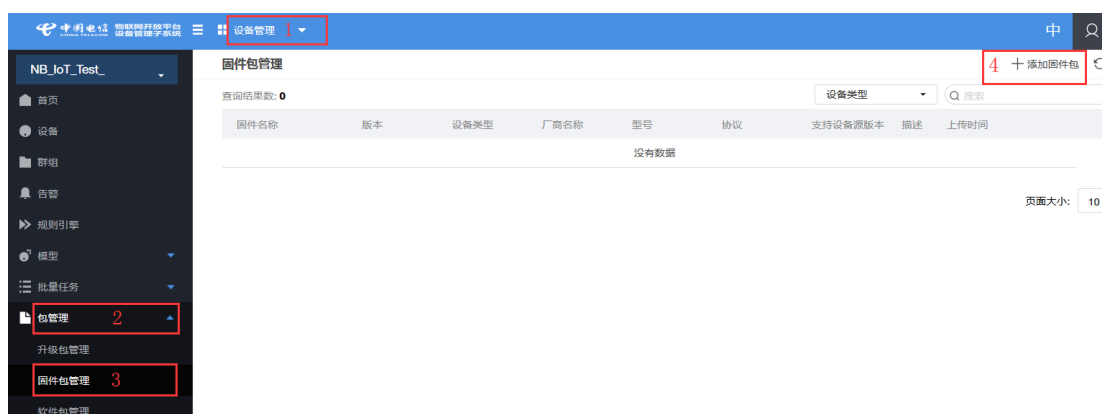 中国电信 物联网开放平台
CHINA TELECOM 设备管理子系统
设备管理 1
中
NB_IoT_Test_
固件包管理
4 添加固件包
首页
查询结果数: 0
设备类型
搜索
固件名称 版本 设备类型 厂商名称 型号 协议 支持设备源版本 描述 上传时间
设备
没有数据
群组
告警
页面大小: 10
规则引擎
模型
批量任务
包管理 2
升级包管理
固件包管理 3
软件包管理